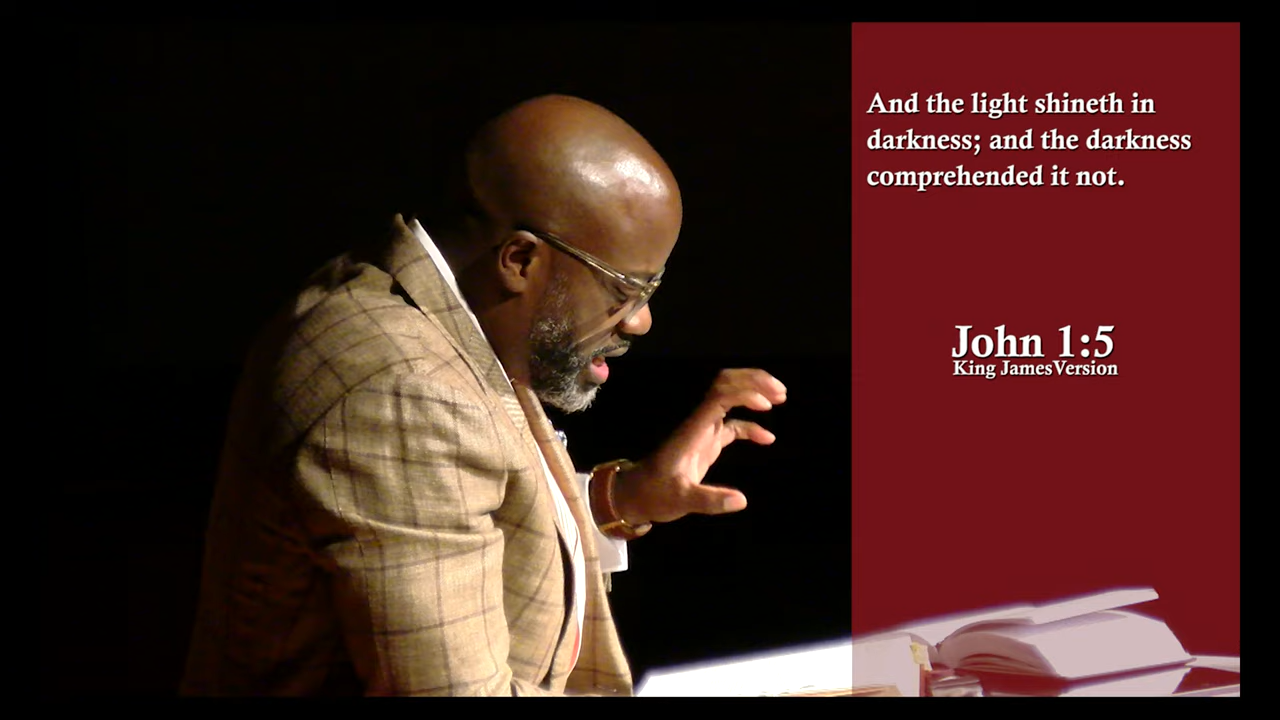 And the light shineth in
darkness; and the darkness
comprehended it not.
John 1:5
King JamesVersion